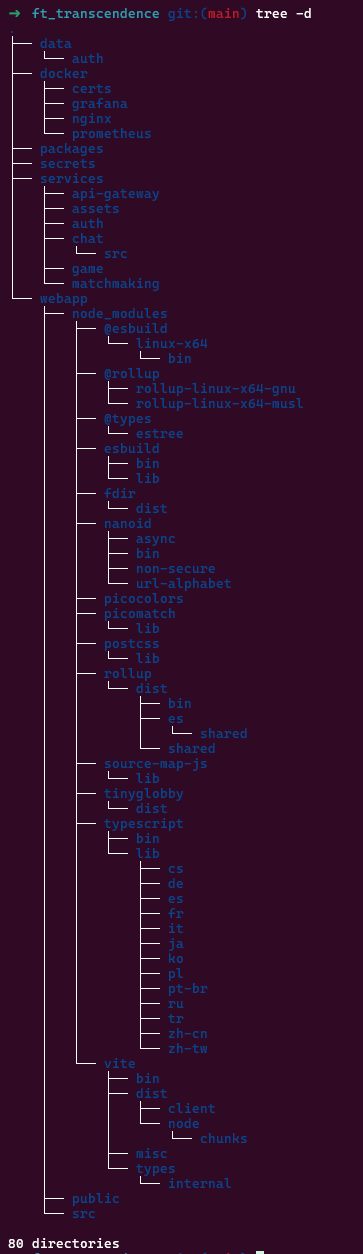 ➜ ft_transcendence git:(main) tree -d
.
├── data
│   └── auth
├── docker
│   ├── certs
│   ├── grafana
│   ├── nginx
│   └── prometheus
├── packages
├── secrets
├── services
│   ├── api-gateway
│   ├── assets
│   ├── auth
│   ├── chat
│   │   └── src
│   ├── game
│   └── matchmaking
└── webapp
    ├── node_modules
    │   ├── @esbuild
    │   │   └── linux-x64
    │   │       └── bin
    │   ├── @rollup
    │   │   ├── rollup-linux-x64-gnu
    │   │   └── rollup-linux-x64-musl
    │   ├── @types
    │   │   └── estree
    │   ├── esbuild
    │   │   ├── bin
    │   │   └── lib
    │   ├── fdir
    │   │   └── dist
    │   ├── nanoid
    │   │   ├── async
    │   │   ├── bin
    │   │   ├── non-secure
    │   │   └── url-alphabet
    │   ├── picocolors
    │   ├── picomatch
    │   │   └── lib
    │   ├── postcss
    │   │   └── lib
    │   ├── rollup
    │   │   └── dist
    │   │       ├── bin
    │   │       ├── es
    │   │       │   └── shared
    │   │       └── shared
    │   ├── source-map-js
    │   │   └── lib
    │   ├── tinyglobby
    │   │   └── dist
    │   ├── typescript
    │   │   ├── bin
    │   │   └── lib
    │   │       ├── cs
    │   │       ├── de
    │   │       ├── es
    │   │       ├── fr
    │   │       ├── it
    │   │       ├── ja
    │   │       ├── ko
    │   │       ├── pl
    │   │       ├── pt-br
    │   │       ├── ru
    │   │       ├── tr
    │   │       ├── zh-cn
    │   │       └── zh-tw
    │   └── vite
    │       ├── bin
    │       ├── dist
    │       │   ├── client
    │       │   └── node
    │       │       └── chunks
    │       ├── misc
    │       └── types
    │           └── internal
    ├── public
    └── src

80 directories